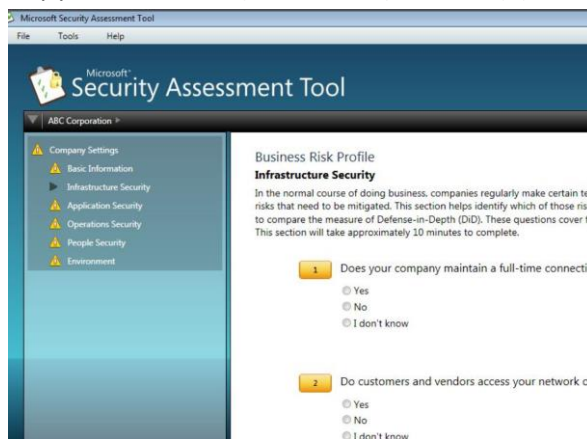 Microsoft Security Assessment Tool
File Tools Help
Microsoft™
Security Assessment Tool
ABC Corporation
Company Settings
Basic Information
Infrastructure Security
Application Security
Operations Security
People Security
Environment
Business Risk Profile
Infrastructure Security
In the normal course of doing business, companies regularly make certain te
risks that need to be mitigated. This section helps identify which of those ris
to compare the measure of Defense-in-Depth (DiD). These questions cover
This section will take approximately 10 minutes to complete.
1 Does your company maintain a full-time connecti
Yes
No
I don't know
2 Do customers and vendors access your network
Yes
No
I don't know